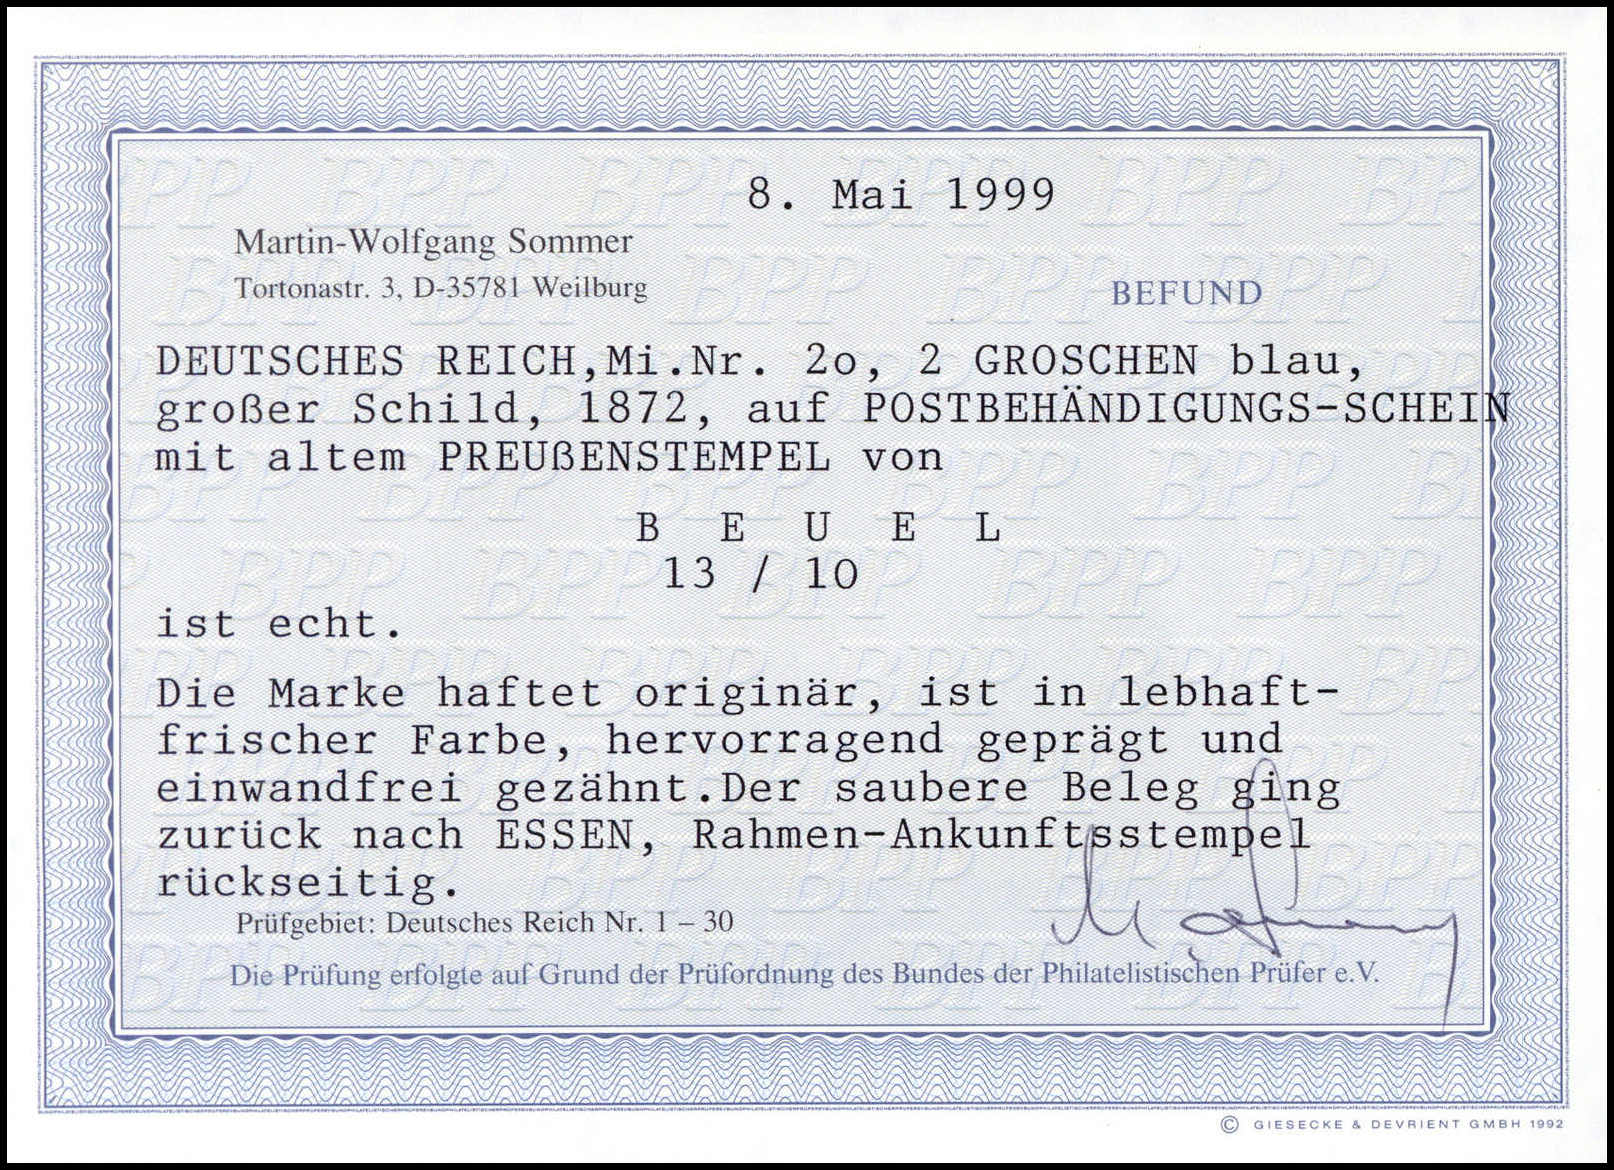 8. Mai 1999
Martin-Wolfgang Sommer
Tortonastr. 3, D-35781 Weilburg
BEFUND
DEUTSCHES REICH,Mi.Nr. 2o, 2 GROSCHEN blau,
großer Schild, 1872, auf POSTBEHÄNDIGUNGS-SCHEIN
mit altem PREUßENSTEMPEL von
B E U E L
13 / 10
ist echt.
Die Marke haftet originär, ist in lebhaft-
frischer Farbe, hervorragend geprägt und
einwandfrei gezähnt.Der saubere Beleg ging
zurück nach ESSEN, Rahmen-Ankunftsstempel
rückseitig.
Prüfgebiet: Deutsches Reich Nr. 1 – 30
Die Prüfung erfolgte auf Grund der Prüfordnung des Bundes der Philatelistischen Prüfer e.V.
© GIESECKE & DEVRIENT GMBH 1992